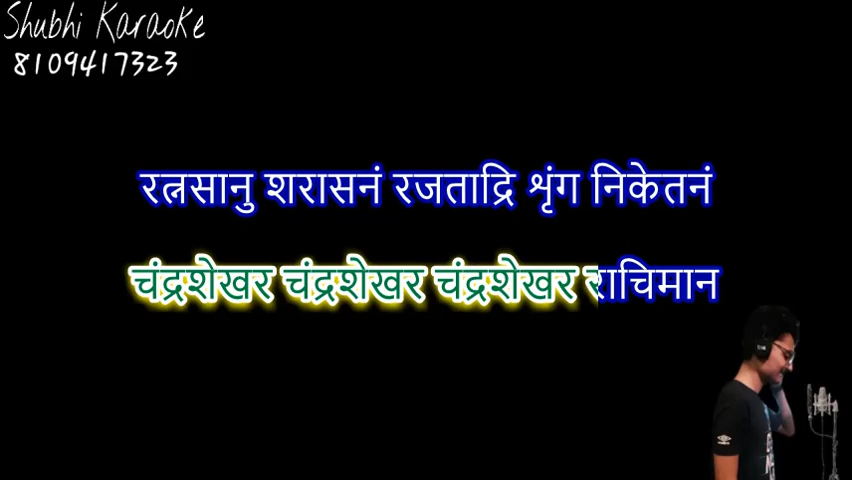 Shubhi Karaoke
8109417323
रत्नसानु शरासनं रजताद्रि शृंग निकेतनं
चंद्रशेखर चंद्रशेखर चंद्रशेखर राचिमान